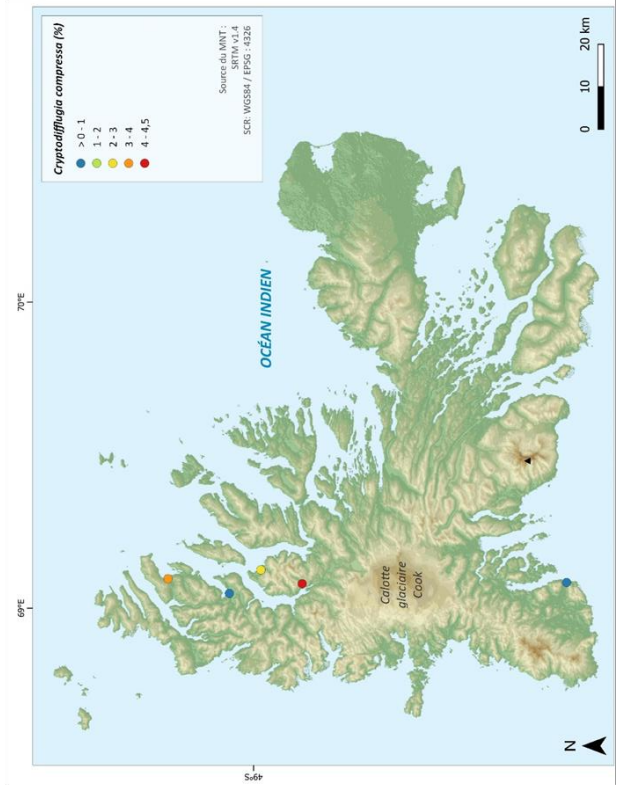 Cryptodifflugia compressa (%)
> 0 - 1
1 - 2
2 - 3
3 - 4
4 - 4,5
Source du MNT :
SRTM v1.4
SCR: WGS84 / EPSG : 4326
69°E
70°E
49°S
OCÉAN INDIEN
Calotte
glaciaire
Cook
N
0 10 20 km